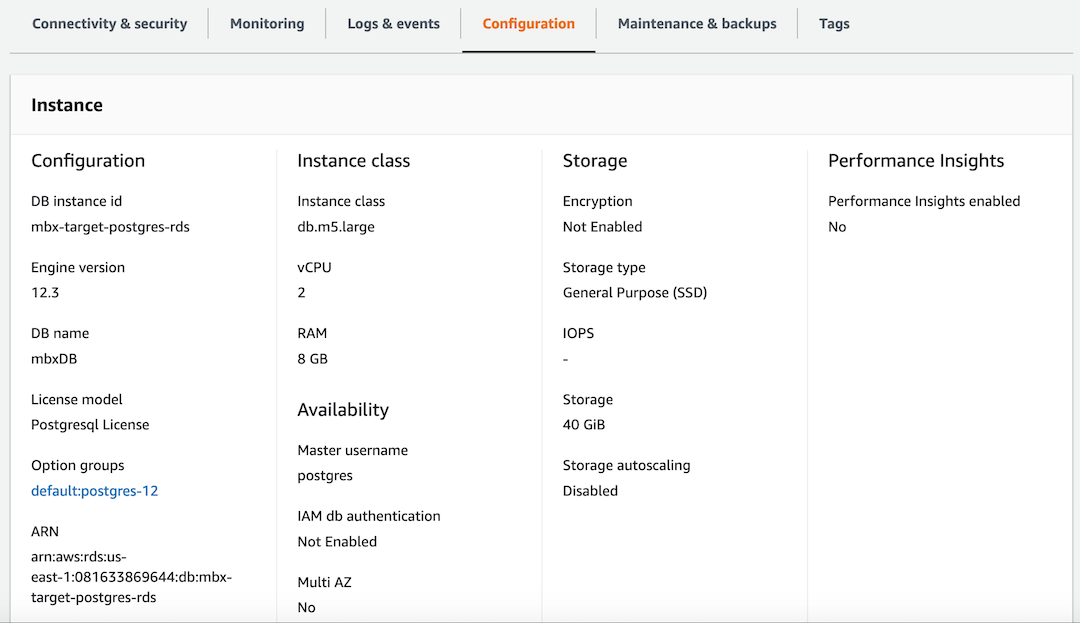 Connectivity & security
Monitoring
Logs & events
Configuration
Maintenance & backups
Tags
Instance
Configuration
DB instance id
mbx-target-postgres-rds
Engine version
12.3
DB name
mbxDB
License model
Postgresql License
Option groups
default:postgres-12
ARN
arn:aws:rds:us-
east-1:081633869644:db:mbx-
target-postgres-rds
Instance class
Instance class
db.m5.large
vCPU
2
RAM
8 GB
Availability
Master username
postgres
IAM db authentication
Not Enabled
Multi AZ
No
Storage
Encryption
Not Enabled
Storage type
General Purpose (SSD)
IOPS
-
Storage
40 GiB
Storage autoscaling
Disabled
Performance Insights
Performance Insights enabled
No